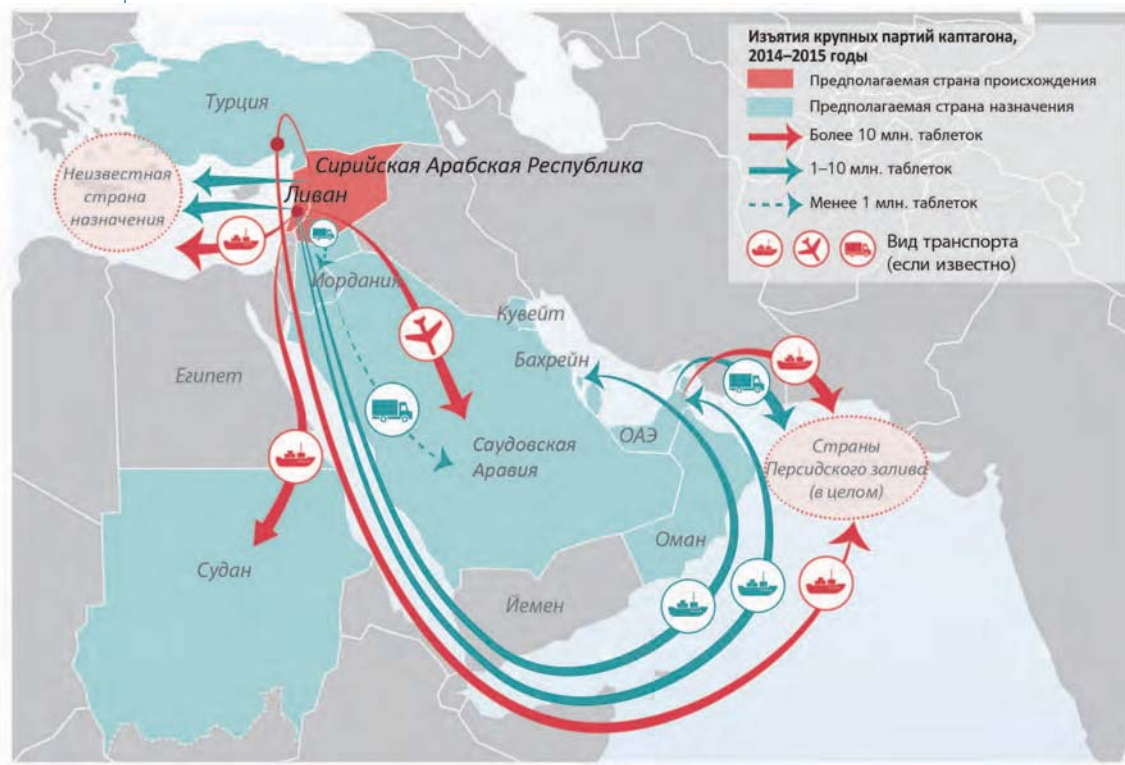 Изъятия крупных партий каптагона,
2014–2015 годы
Предполагаемая страна происхождения
Предполагаемая страна назначения
Более 10 млн. таблеток
1–10 млн. таблеток
Менее 1 млн. таблеток
Вид транспорта
(если известно)
Турция
Сирийская Арабская Республика
Неизвестная
страна
назначения
Ливан
Иордания
Кувейт
Бахрейн
Египет
ОАЭ
Саудовская
Аравия
Страны
Персидского залива
(в целом)
Оман
Судан
Йемен